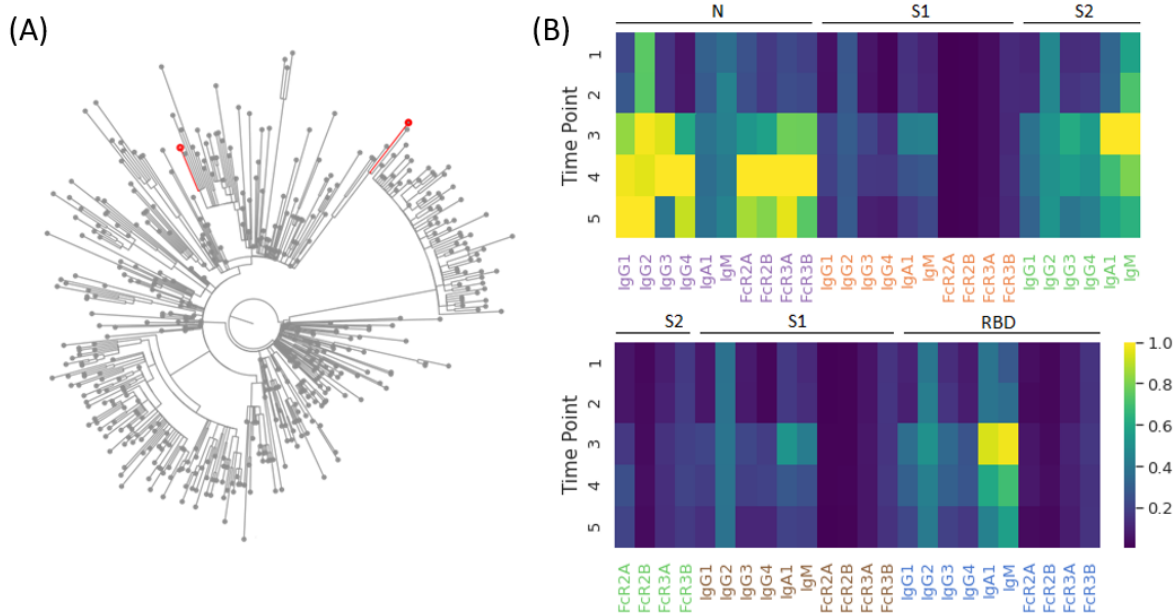 (A)
(B)
N S1 S2
Time Point
1
2
3
4
5
IgG1 IgG2 IgG3 IgG4 IgA1 IgM FcR2A FcR2B FcR3A FcR3B IgG1 IgG2 IgG3 IgG4 IgA1 IgM FcR2A FcR2B FcR3A FcR3B IgG1 IgG2 IgG3 IgG4 IgA1 IgM
S2 S1 RBD
Time Point
1
2
3
4
5
FcR2A FcR2B FcR3A FcR3B IgG1 IgG2 IgG3 IgG4 IgA1 IgM FcR2A FcR2B FcR3A FcR3B IgG1 IgG2 IgG3 IgG4 IgA1 IgM FcR2A FcR2B FcR3A FcR3B
1.0
0.8
0.6
0.4
0.2